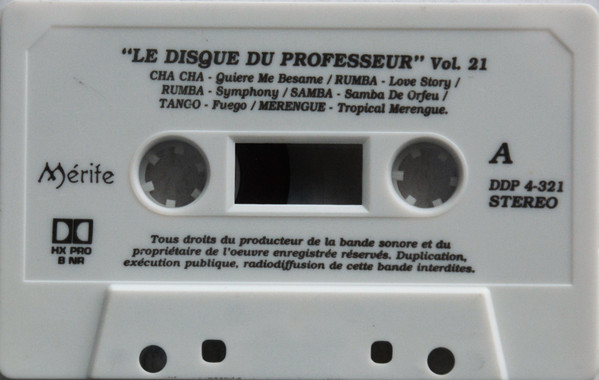 "LE DISQUE DU PROFESSEUR" Vol. 21
CHA CHA - Quiere Me Besame / RUMBA - Love Story /
RUMBA - Symphony / SAMBA - Samba De Orfeu /
TANGO - Fuego / MERENGUE - Tropical Merengue.
Mérite
A
DDP 4-321
STEREO
HX PRO
B NR
Tous droits du producteur de la bande sonore et du
propriétaire de l'oeuvre enregistrée réservés. Duplication,
exécution publique, radiodiffusion de cette bande interdites.